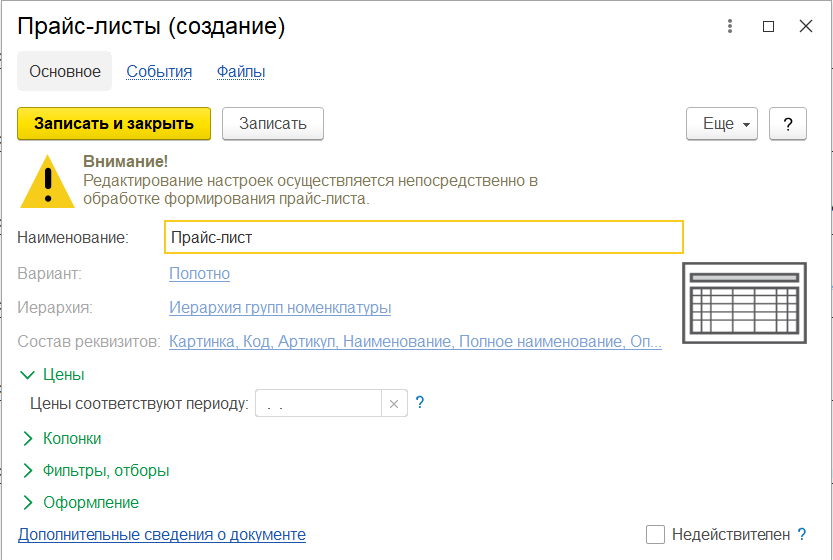 Прайс-листы (создание)
Основное События Файлы
Записать и закрыть Записать Еще ?
Внимание!
Редактирование настроек осуществляется непосредственно в
обработке формирования прайс-листа.
Наименование: Прайс-лист
Вариант: Полотно
Иерархия: Иерархия групп номенклатуры
Состав реквизитов: Картинка, Код, Артикул, Наименование, Полное наименование, Оп...
Цены
Цены соответствуют периоду: . . ?
Колонки
Фильтры, отборы
Оформление
Дополнительные сведения о документе Недействителен ?